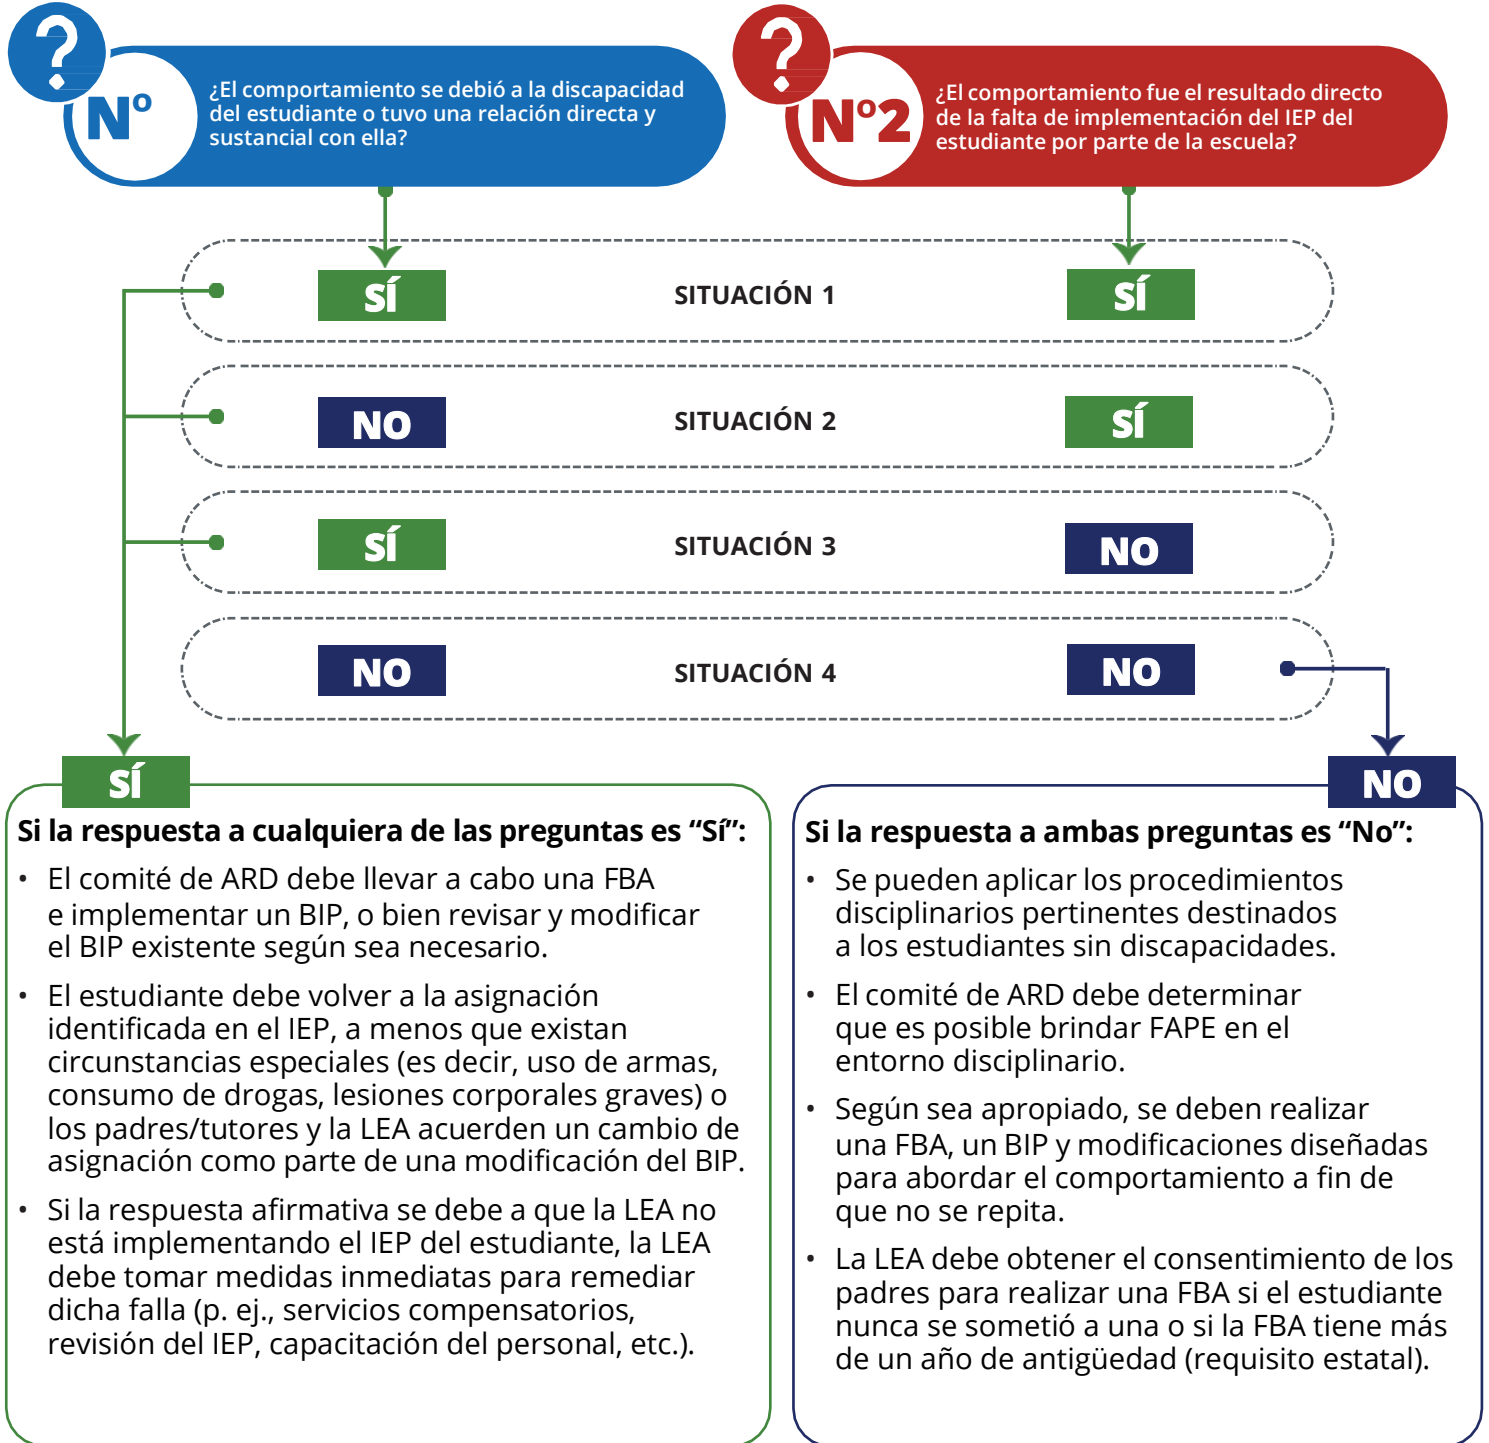 ?
Nº
¿El comportamiento se debió a la discapacidad
del estudiante o tuvo una relación directa y
sustancial con ella?
?
Nº2
¿El comportamiento fue el resultado directo
de la falta de implementación del IEP del
estudiante por parte de la escuela?
SÍ SITUACIÓN 1 SÍ
NO SITUACIÓN 2 SÍ
SÍ SITUACIÓN 3 NO
NO SITUACIÓN 4 NO
SÍ
Si la respuesta a cualquiera de las preguntas es “Sí”:
• El comité de ARD debe llevar a cabo una FBA
e implementar un BIP, o bien revisar y modificar
el BIP existente según sea necesario.
• El estudiante debe volver a la asignación
identificada en el IEP, a menos que existan
circunstancias especiales (es decir, uso de armas,
consumo de drogas, lesiones corporales graves) o
los padres/tutores y la LEA acuerden un cambio de
asignación como parte de una modificación del BIP.
• Si la respuesta afirmativa se debe a que la LEA no
está implementando el IEP del estudiante, la LEA
debe tomar medidas inmediatas para remediar
dicha falla (p. ej., servicios compensatorios,
revisión del IEP, capacitación del personal, etc.).
NO
Si la respuesta a ambas preguntas es “No”:
• Se pueden aplicar los procedimientos
disciplinarios pertinentes destinados
a los estudiantes sin discapacidades.
• El comité de ARD debe determinar
que es posible brindar FAPE en el
entorno disciplinario.
• Según sea apropiado, se deben realizar
una FBA, un BIP y modificaciones diseñadas
para abordar el comportamiento a fin de
que no se repita.
• La LEA debe obtener el consentimiento de los
padres para realizar una FBA si el estudiante
nunca se sometió a una o si la FBA tiene más
de un año de antigüedad (requisito estatal).